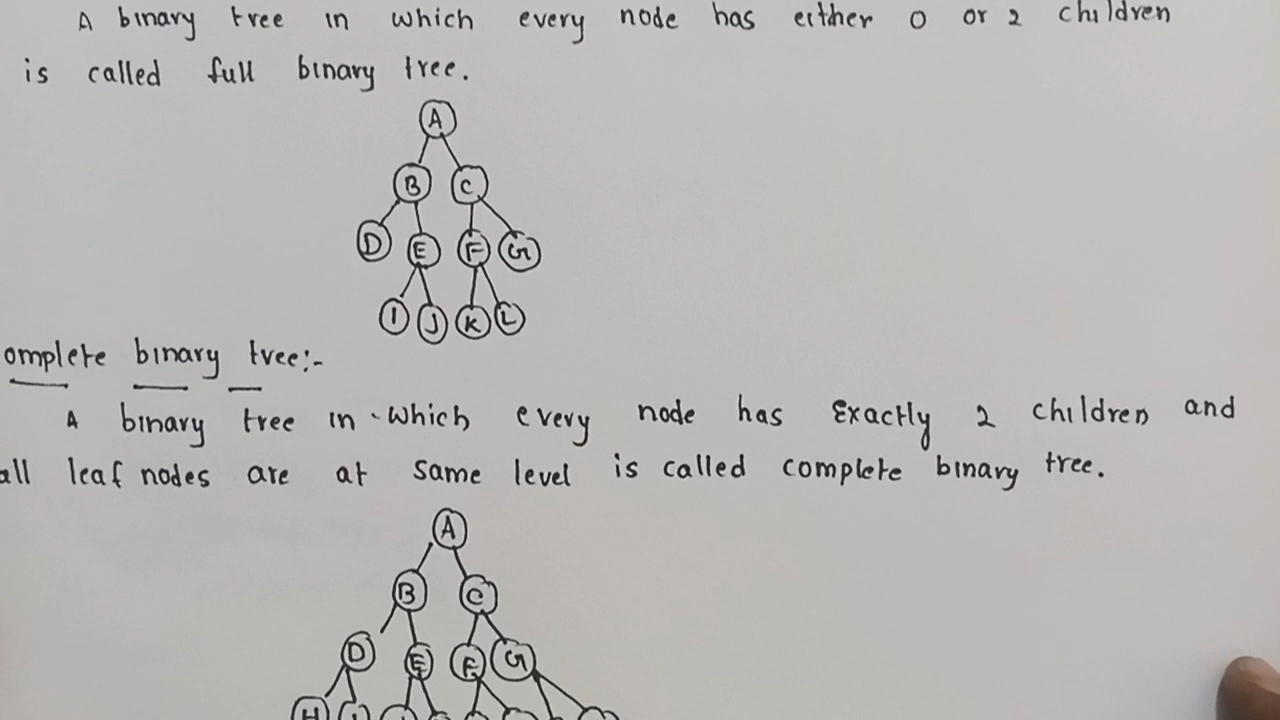 A binary tree in which every node has either 0 or 2 children
is called full binary tree.
A
B C
D E F G
I J K L
omplete binary tree:-
A binary tree in which every node has Exactly 2 children and
all leaf nodes are at same level is called complete binary tree.
A
B C
D E F G
H